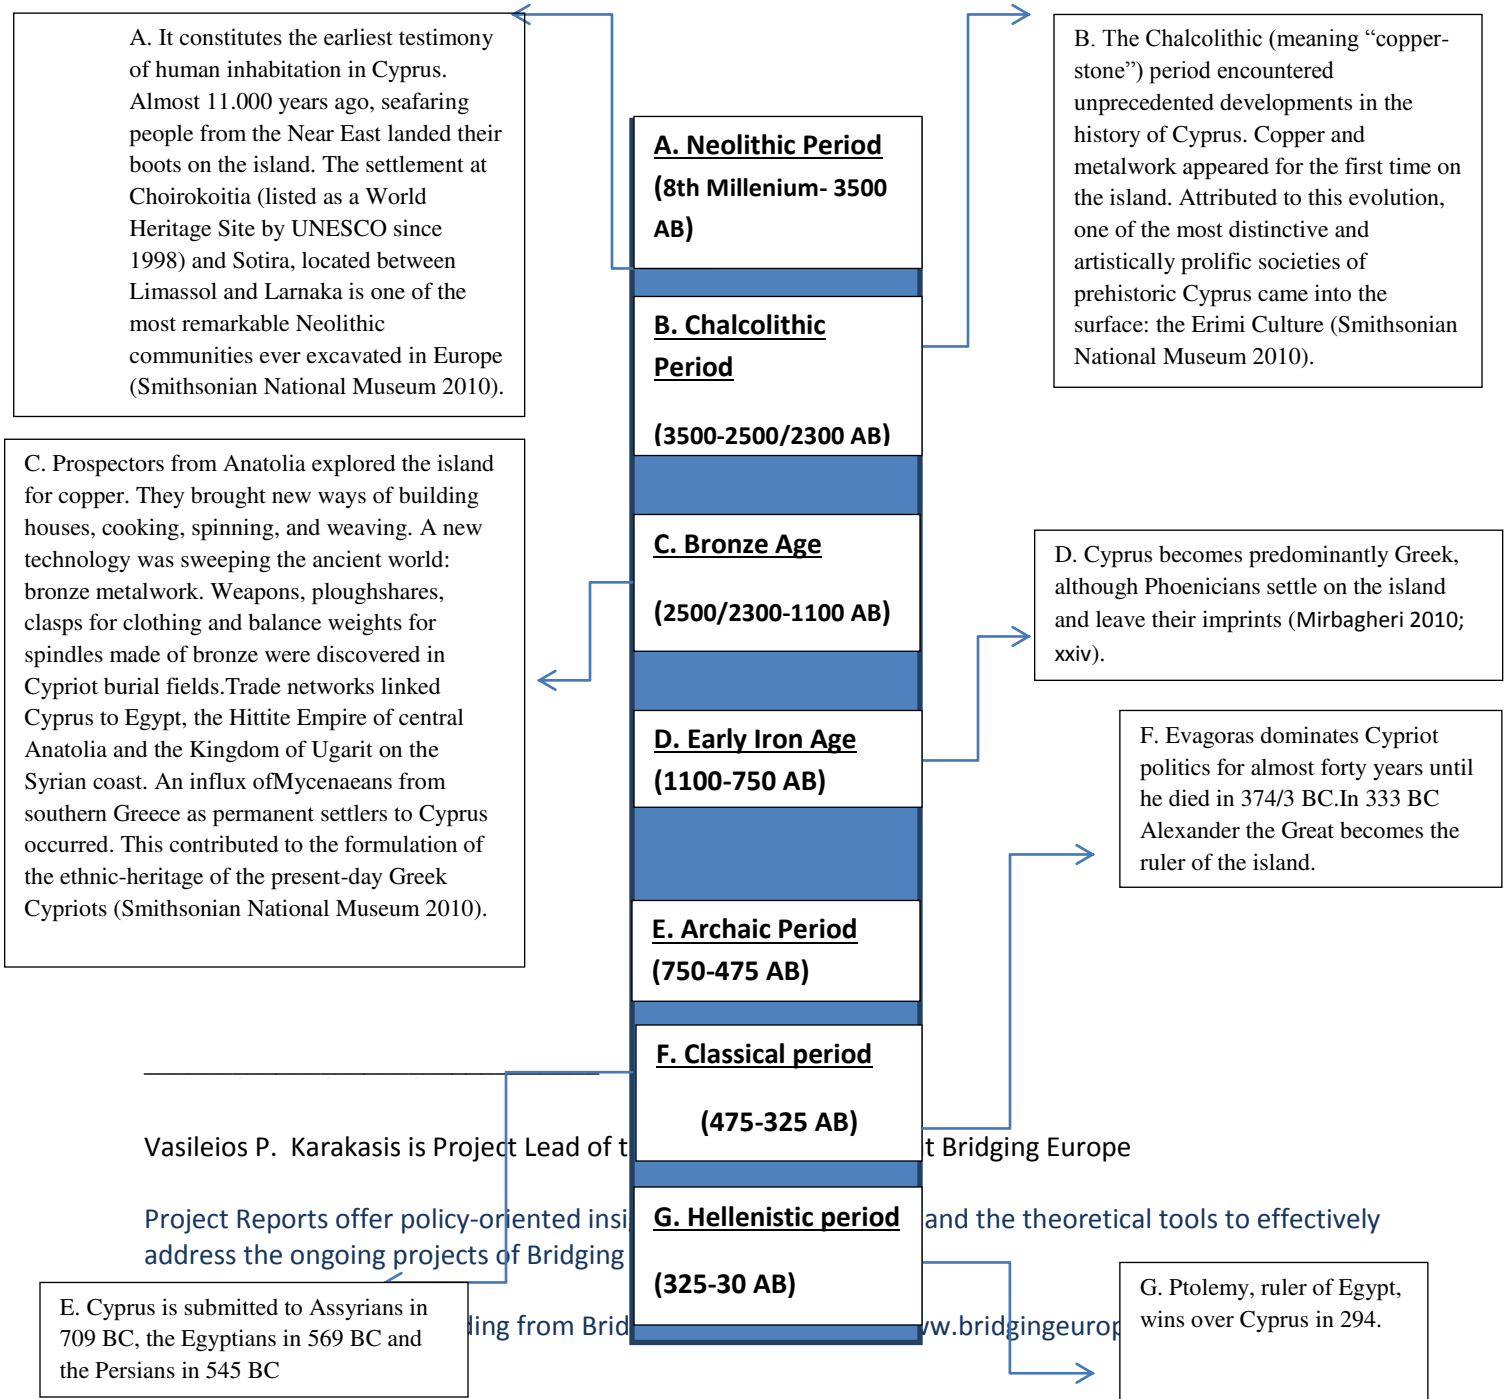 A. It constitutes the earliest testimony
of human inhabitation in Cyprus.
Almost 11.000 years ago, seafaring
people from the Near East landed their
boots on the island. The settlement at
Choirokoitia (listed as a World
Heritage Site by UNESCO since
1998) and Sotira, located between
Limassol and Larnaka is one of the
most remarkable Neolithic
communities ever excavated in Europe
(Smithsonian National Museum 2010).
B. The Chalcolithic (meaning “copper-
stone”) period encountered
unprecedented developments in the
history of Cyprus. Copper and
metalwork appeared for the first time on
the island. Attributed to this evolution,
one of the most distinctive and
artistically prolific societies of
prehistoric Cyprus came into the
surface: the Erimi Culture (Smithsonian
National Museum 2010).
A. Neolithic Period
(8th Millenium- 3500
AB)
B. Chalcolithic
Period
(3500-2500/2300 AB)
C. Prospectors from Anatolia explored the island
for copper. They brought new ways of building
houses, cooking, spinning, and weaving. A new
technology was sweeping the ancient world:
bronze metalwork. Weapons, ploughshares,
clasps for clothing and balance weights for
spindles made of bronze were discovered in
Cypriot burial fields.Trade networks linked
Cyprus to Egypt, the Hittite Empire of central
Anatolia and the Kingdom of Ugarit on the
Syrian coast. An influx ofMycenaeans from
southern Greece as permanent settlers to Cyprus
occurred. This contributed to the formulation of
the ethnic-heritage of the present-day Greek
Cypriots (Smithsonian National Museum 2010).
C. Bronze Age
(2500/2300-1100 AB)
D. Cyprus becomes predominantly Greek,
although Phoenicians settle on the island
and leave their imprints (Mirbagheri 2010;
xxiv).
D. Early Iron Age
(1100-750 AB)
F. Evagoras dominates Cypriot
politics for almost forty years until
he died in 374/3 BC.In 333 BC
Alexander the Great becomes the
ruler of the island.
E. Archaic Period
(750-475 AB)
F. Classical period
(475-325 AB)
Vasileios P. Karakasis is Project Lead of t
t Bridging Europe
Project Reports offer policy-oriented insi
and the theoretical tools to effectively
address the ongoing projects of Bridging
G. Hellenistic period
(325-30 AB)
E. Cyprus is submitted to Assyrians in
709 BC, the Egyptians in 569 BC and
the Persians in 545 BC
ding from Brid
w.bridgingeurop
G. Ptolemy, ruler of Egypt,
wins over Cyprus in 294.